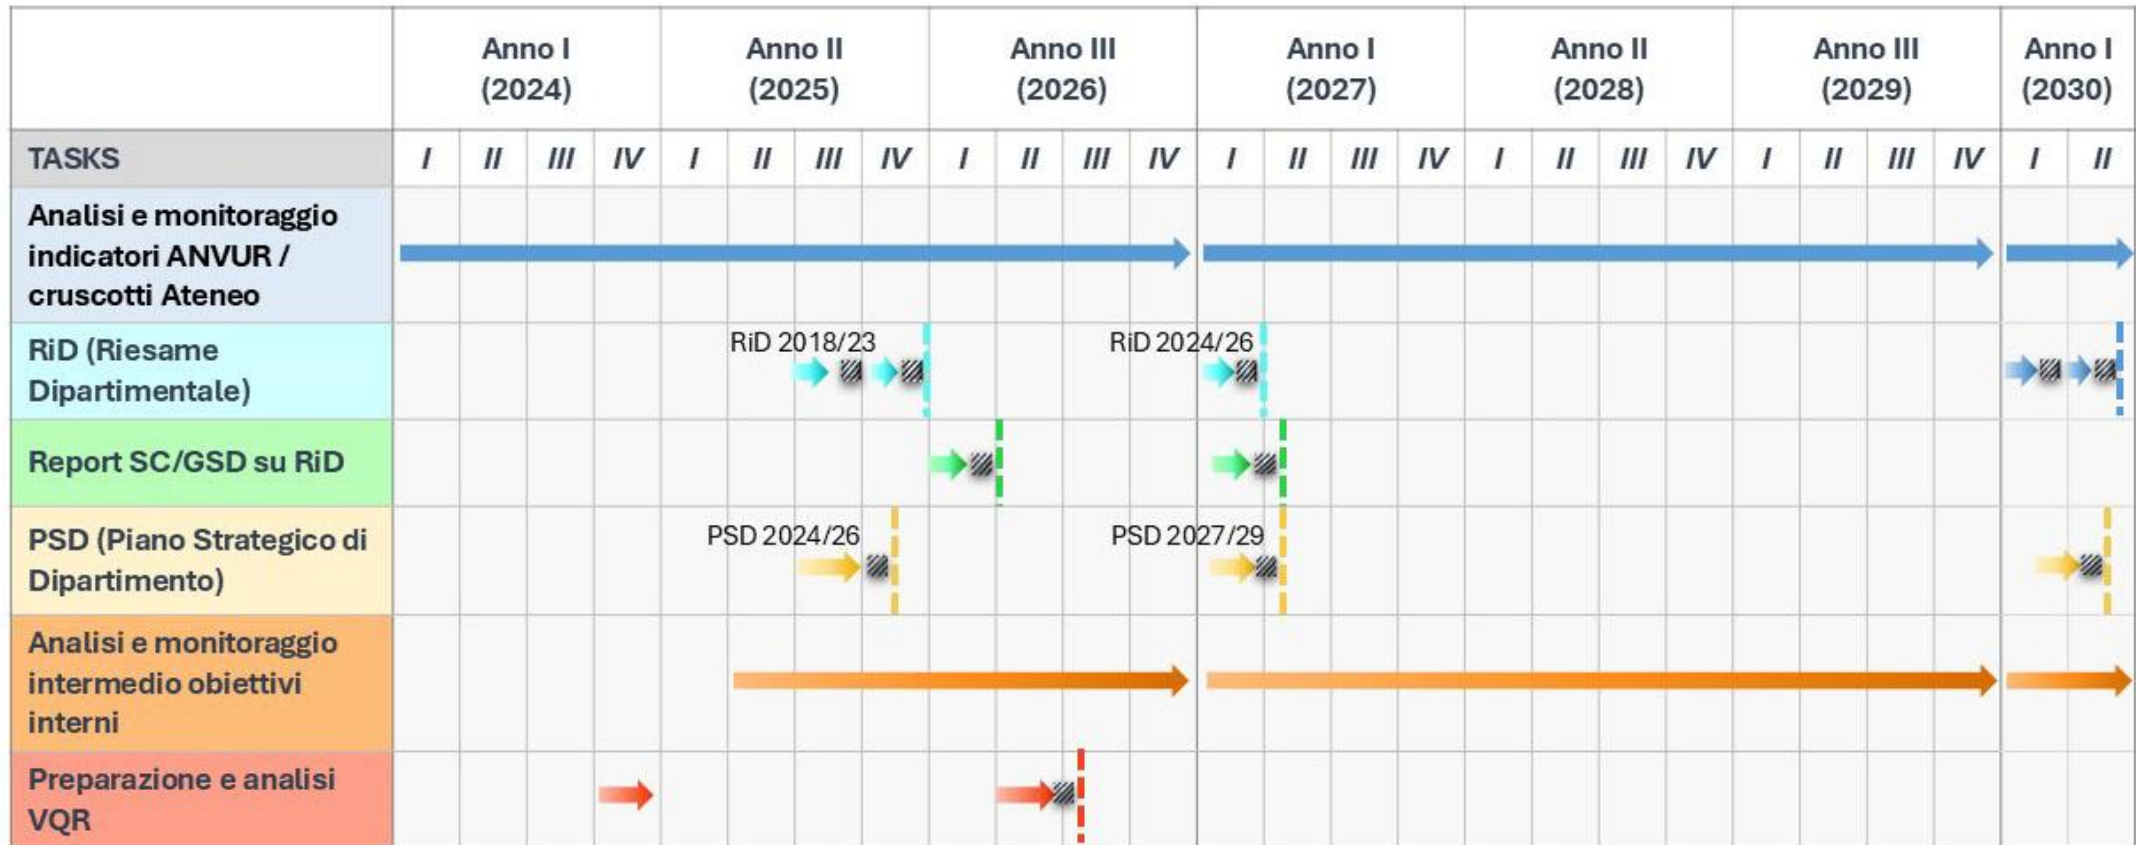 Anno I Anno II Anno III Anno I Anno II Anno III Anno I
(2024) (2025) (2026) (2027) (2028) (2029) (2030)
TASKS I II III IV I II III IV I II III IV I II III IV I II III IV I II III IV I II
Analisi e monitoraggio
indicatori ANVUR /
cruscotti Ateneo
RiD (Riesame
Dipartimentale)
RiD 2018/23 RiD 2024/26
Report SC/GSD su RiD
PSD (Piano Strategico di
Dipartimento)
PSD 2024/26 PSD 2027/29
Analisi e monitoraggio
intermedio obiettivi
interni
Preparazione e analisi
VQR